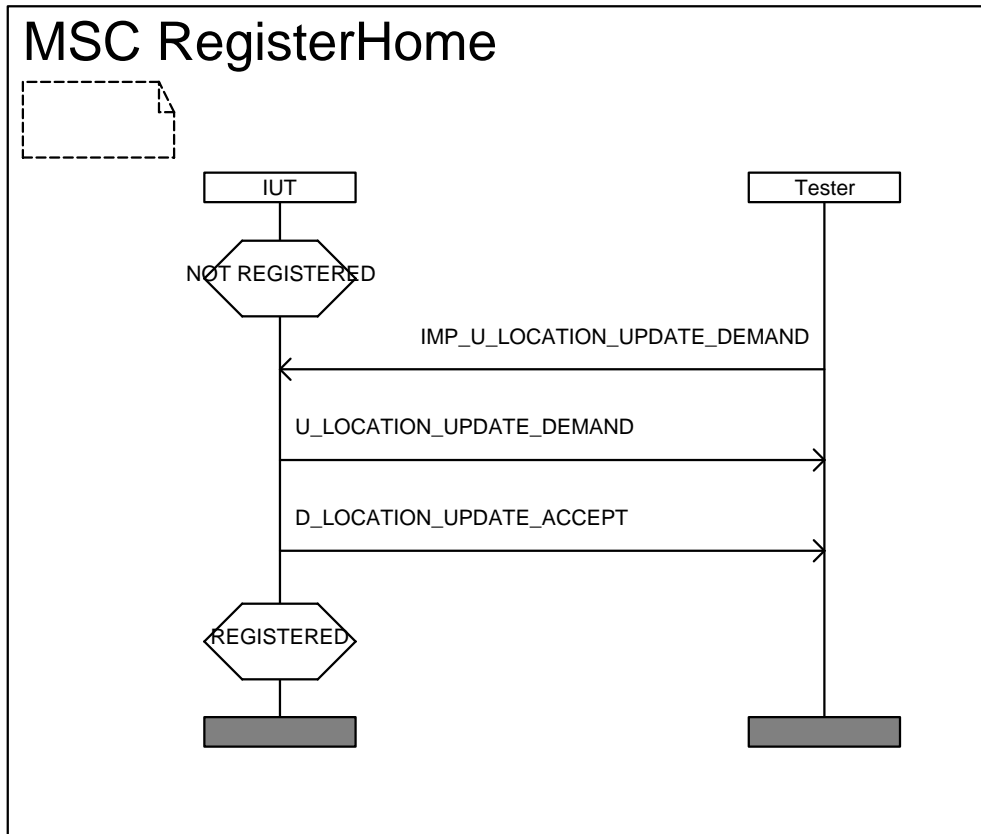 MSC RegisterHome
IUT
Tester
NOT REGISTERED
IMP_U_LOCATION_UPDATE_DEMAND
U_LOCATION_UPDATE_DEMAND
D_LOCATION_UPDATE_ACCEPT
REGISTERED